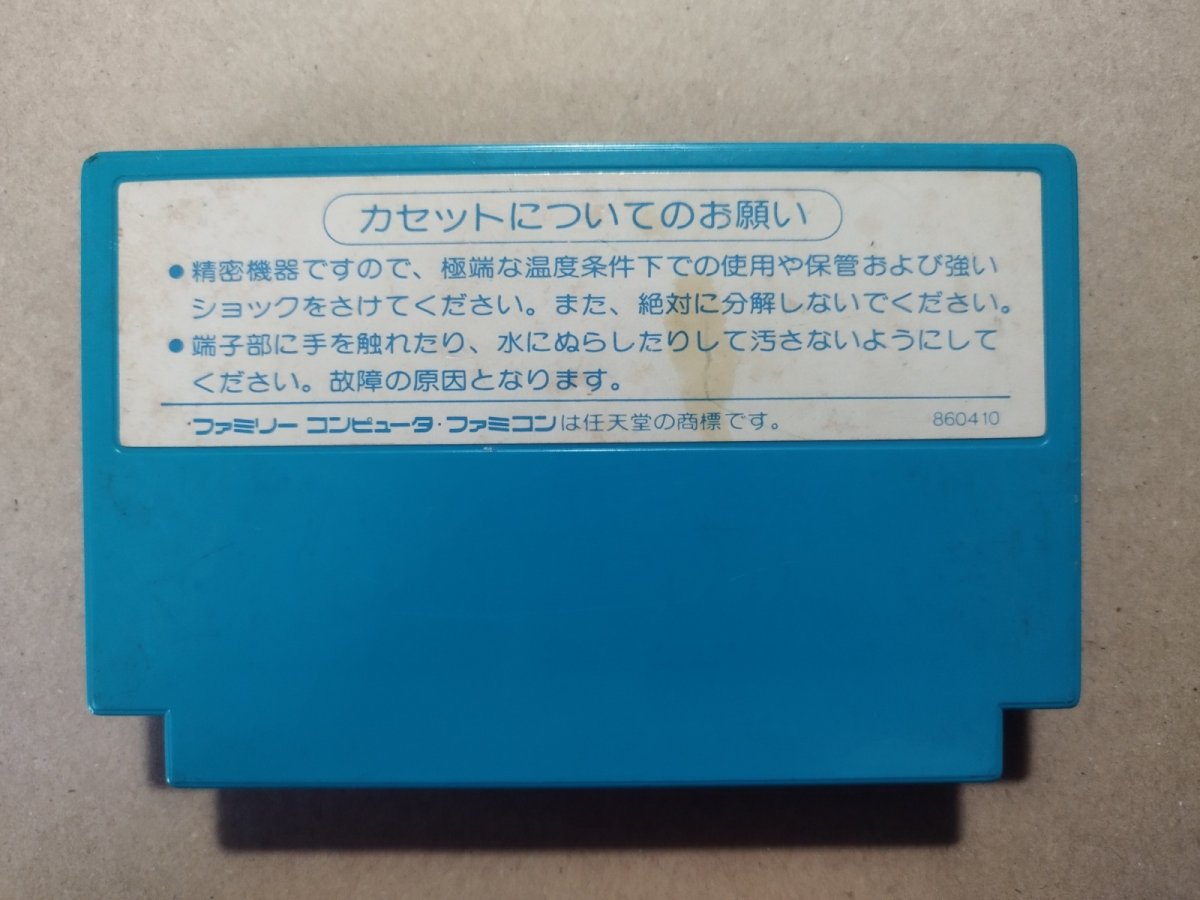 カセットについてのお願い
●精密機器ですので、極端な温度条件下での使用や保管および強い
ショックをさけてください。また、絶対に分解しないでください。
●端子部に手を触れたり、水にぬらしたりして汚さないようにして
ください。故障の原因となります。
ファミリー コンピュータ・ファミコンは任天堂の商標です。 860410